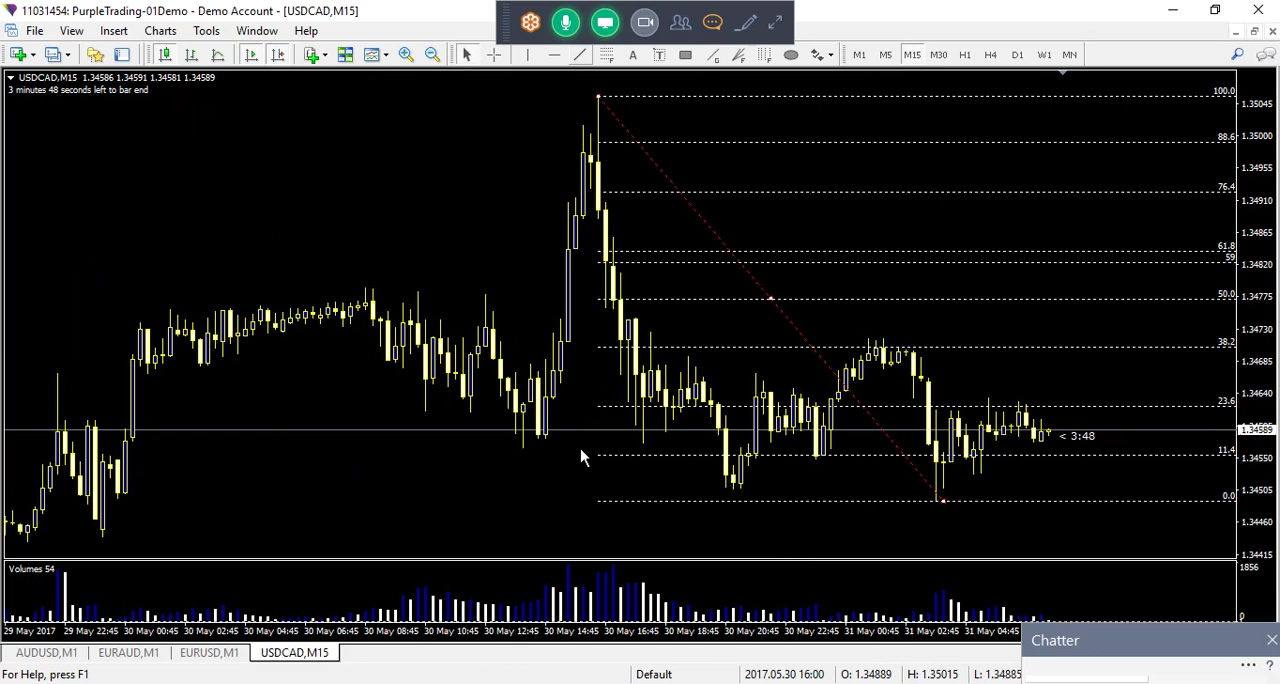 11031454: PurpleTrading-01Demo - Demo Account - [USDCAD,M15]
File View Insert Charts Tools Window Help
A T M1 M5 M15 M30 H1 H4 D1 W1 MN
USDCAD,M15 1.34586 1.34591 1.34581 1.34589
3 minutes 48 seconds left to bar end
100.0
1.35045
88.6
1.35000
1.34955
76.4
1.34910
1.34865
61.8
59
1.34820
50.0
1.34775
1.34730
38.2
1.34685
1.34640
23.6
1.34589
< 3:48
11.4
1.34550
1.34505
0.0
1.34460
1.34415
Volumes 54
1856
0
29 May 2017 29 May 22:45 30 May 00:45 30 May 02:45 30 May 04:45 30 May 06:45 30 May 08:45 30 May 10:45 30 May 12:45 30 May 14:45 30 May 16:45 30 May 18:45 30 May 20:45 30 May 22:45 31 May 00:45 31 May 02:45 31 May 04:45
Chatter
AUDUSD,M1 EURAUD,M1 EURUSD,M1 USDCAD,M15
For Help, press F1 Default 2017.05.30 16:00 O: 1.34889 H: 1.35015 L: 1.34885